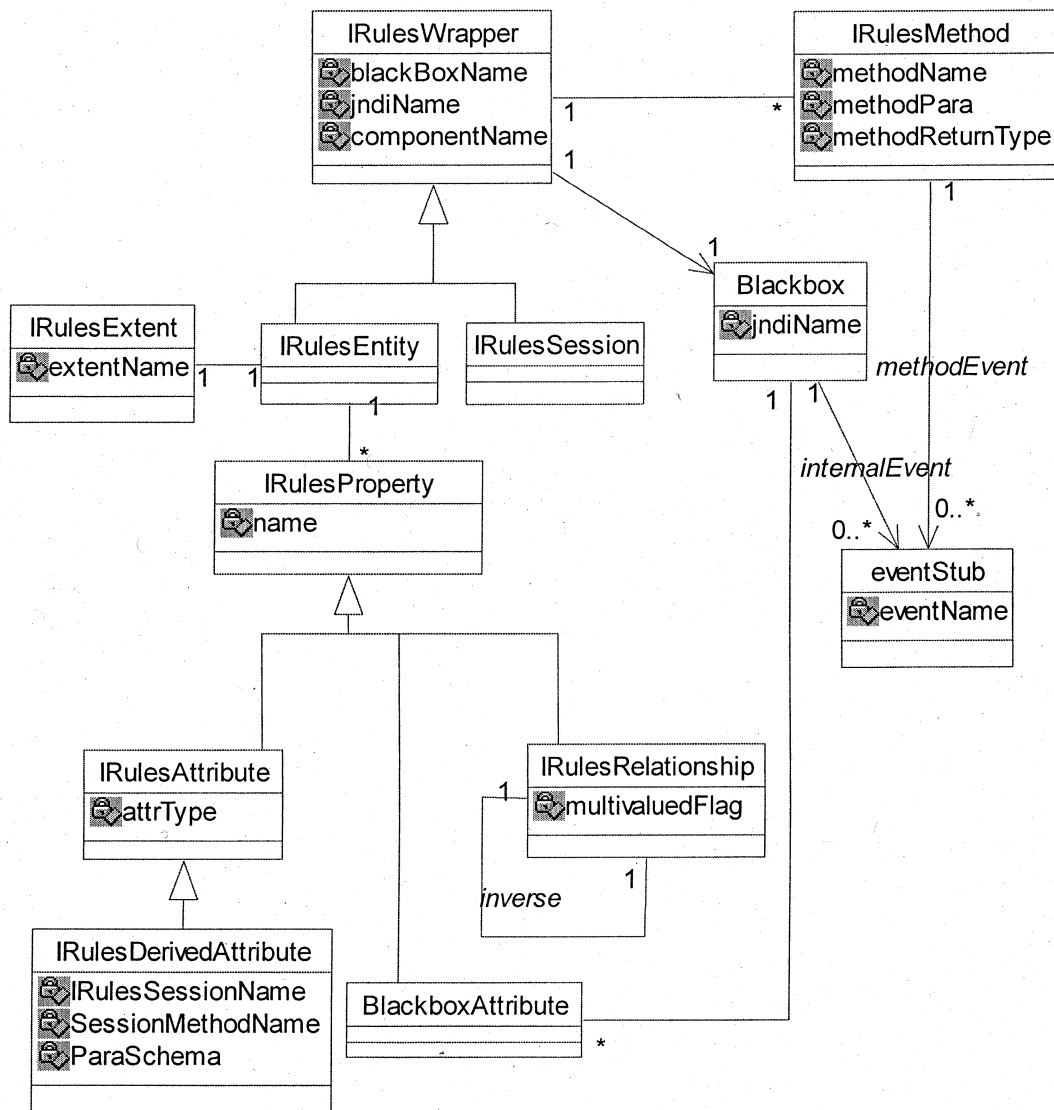 IRulesWrapper
blackBoxName
jndiName
componentName
IRulesMethod
methodName
methodPara
methodReturnType
1
*
1
1
1
Blackbox
jndiName
IRulesExtent
extentName
1
1
IRulesEntity
1
IRulesSession
methodEvent
1
1
internalEvent
*
IRulesProperty
name
0..*
0..*
eventStub
eventName
IRulesAttribute
attrType
IRulesRelationship
multivaluedFlag
1
1
inverse
IRulesDerivedAttribute
IRulesSessionName
SessionMethodName
ParaSchema
BlackboxAttribute
*